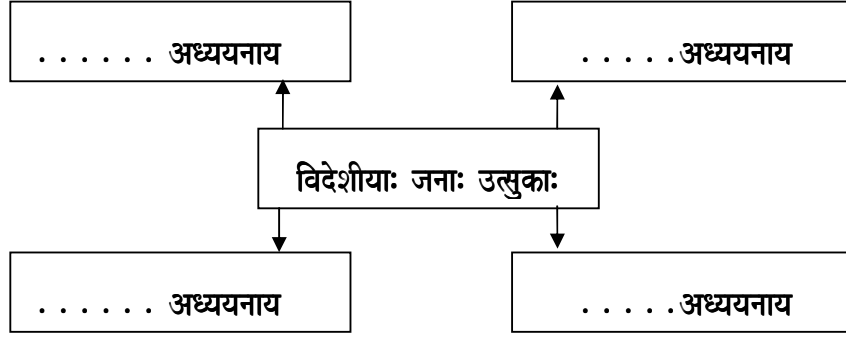 . . . . . . अध्ययनाय
. . . . . अध्ययनाय
विदेशीयाः जनाः उत्सुकाः
. . . . . . अध्ययनाय
. . . . . अध्ययनाय